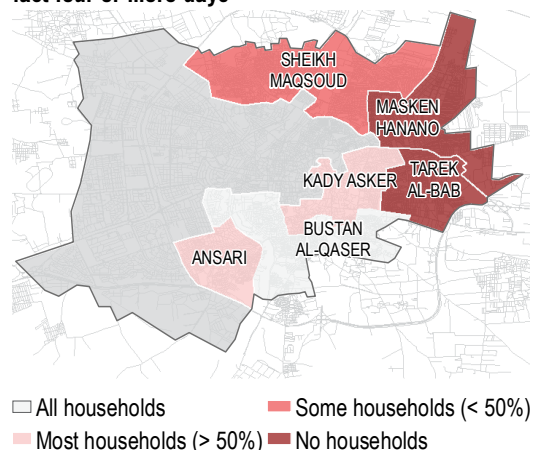 last four or more days
SHEIKH
MAQSOUD
MASKEN
HANANO
KADY ASKER
TAREK
AL-BAB
BUSTAN
AL-QASER
ANSARI
All households
Some households (< 50%)
Most households (> 50%)
No households